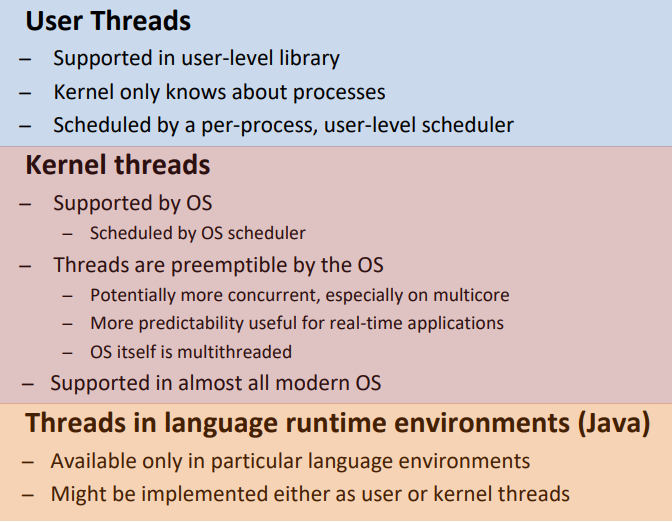 User Threads
– Supported in user-level library
– Kernel only knows about processes
– Scheduled by a per-process, user-level scheduler
Kernel threads
– Supported by OS
– Scheduled by OS scheduler
– Threads are preemptible by the OS
– Potentially more concurrent, especially on multicore
– More predictability useful for real-time applications
– OS itself is multithreaded
– Supported in almost all modern OS
Threads in language runtime environments (Java)
– Available only in particular language environments
– Might be implemented either as user or kernel threads